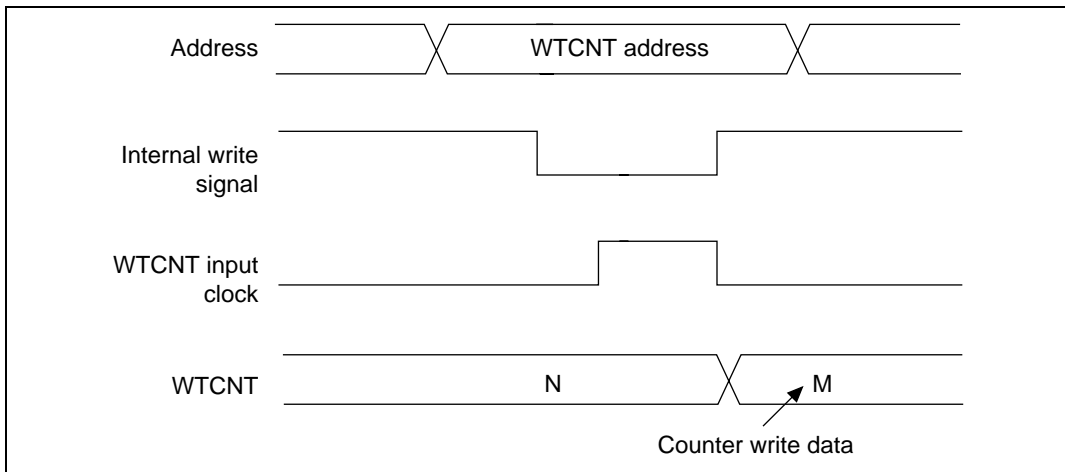 Address
WTCNT address
Internal write
signal
WTCNT input
clock
WTCNT
N
M
Counter write data